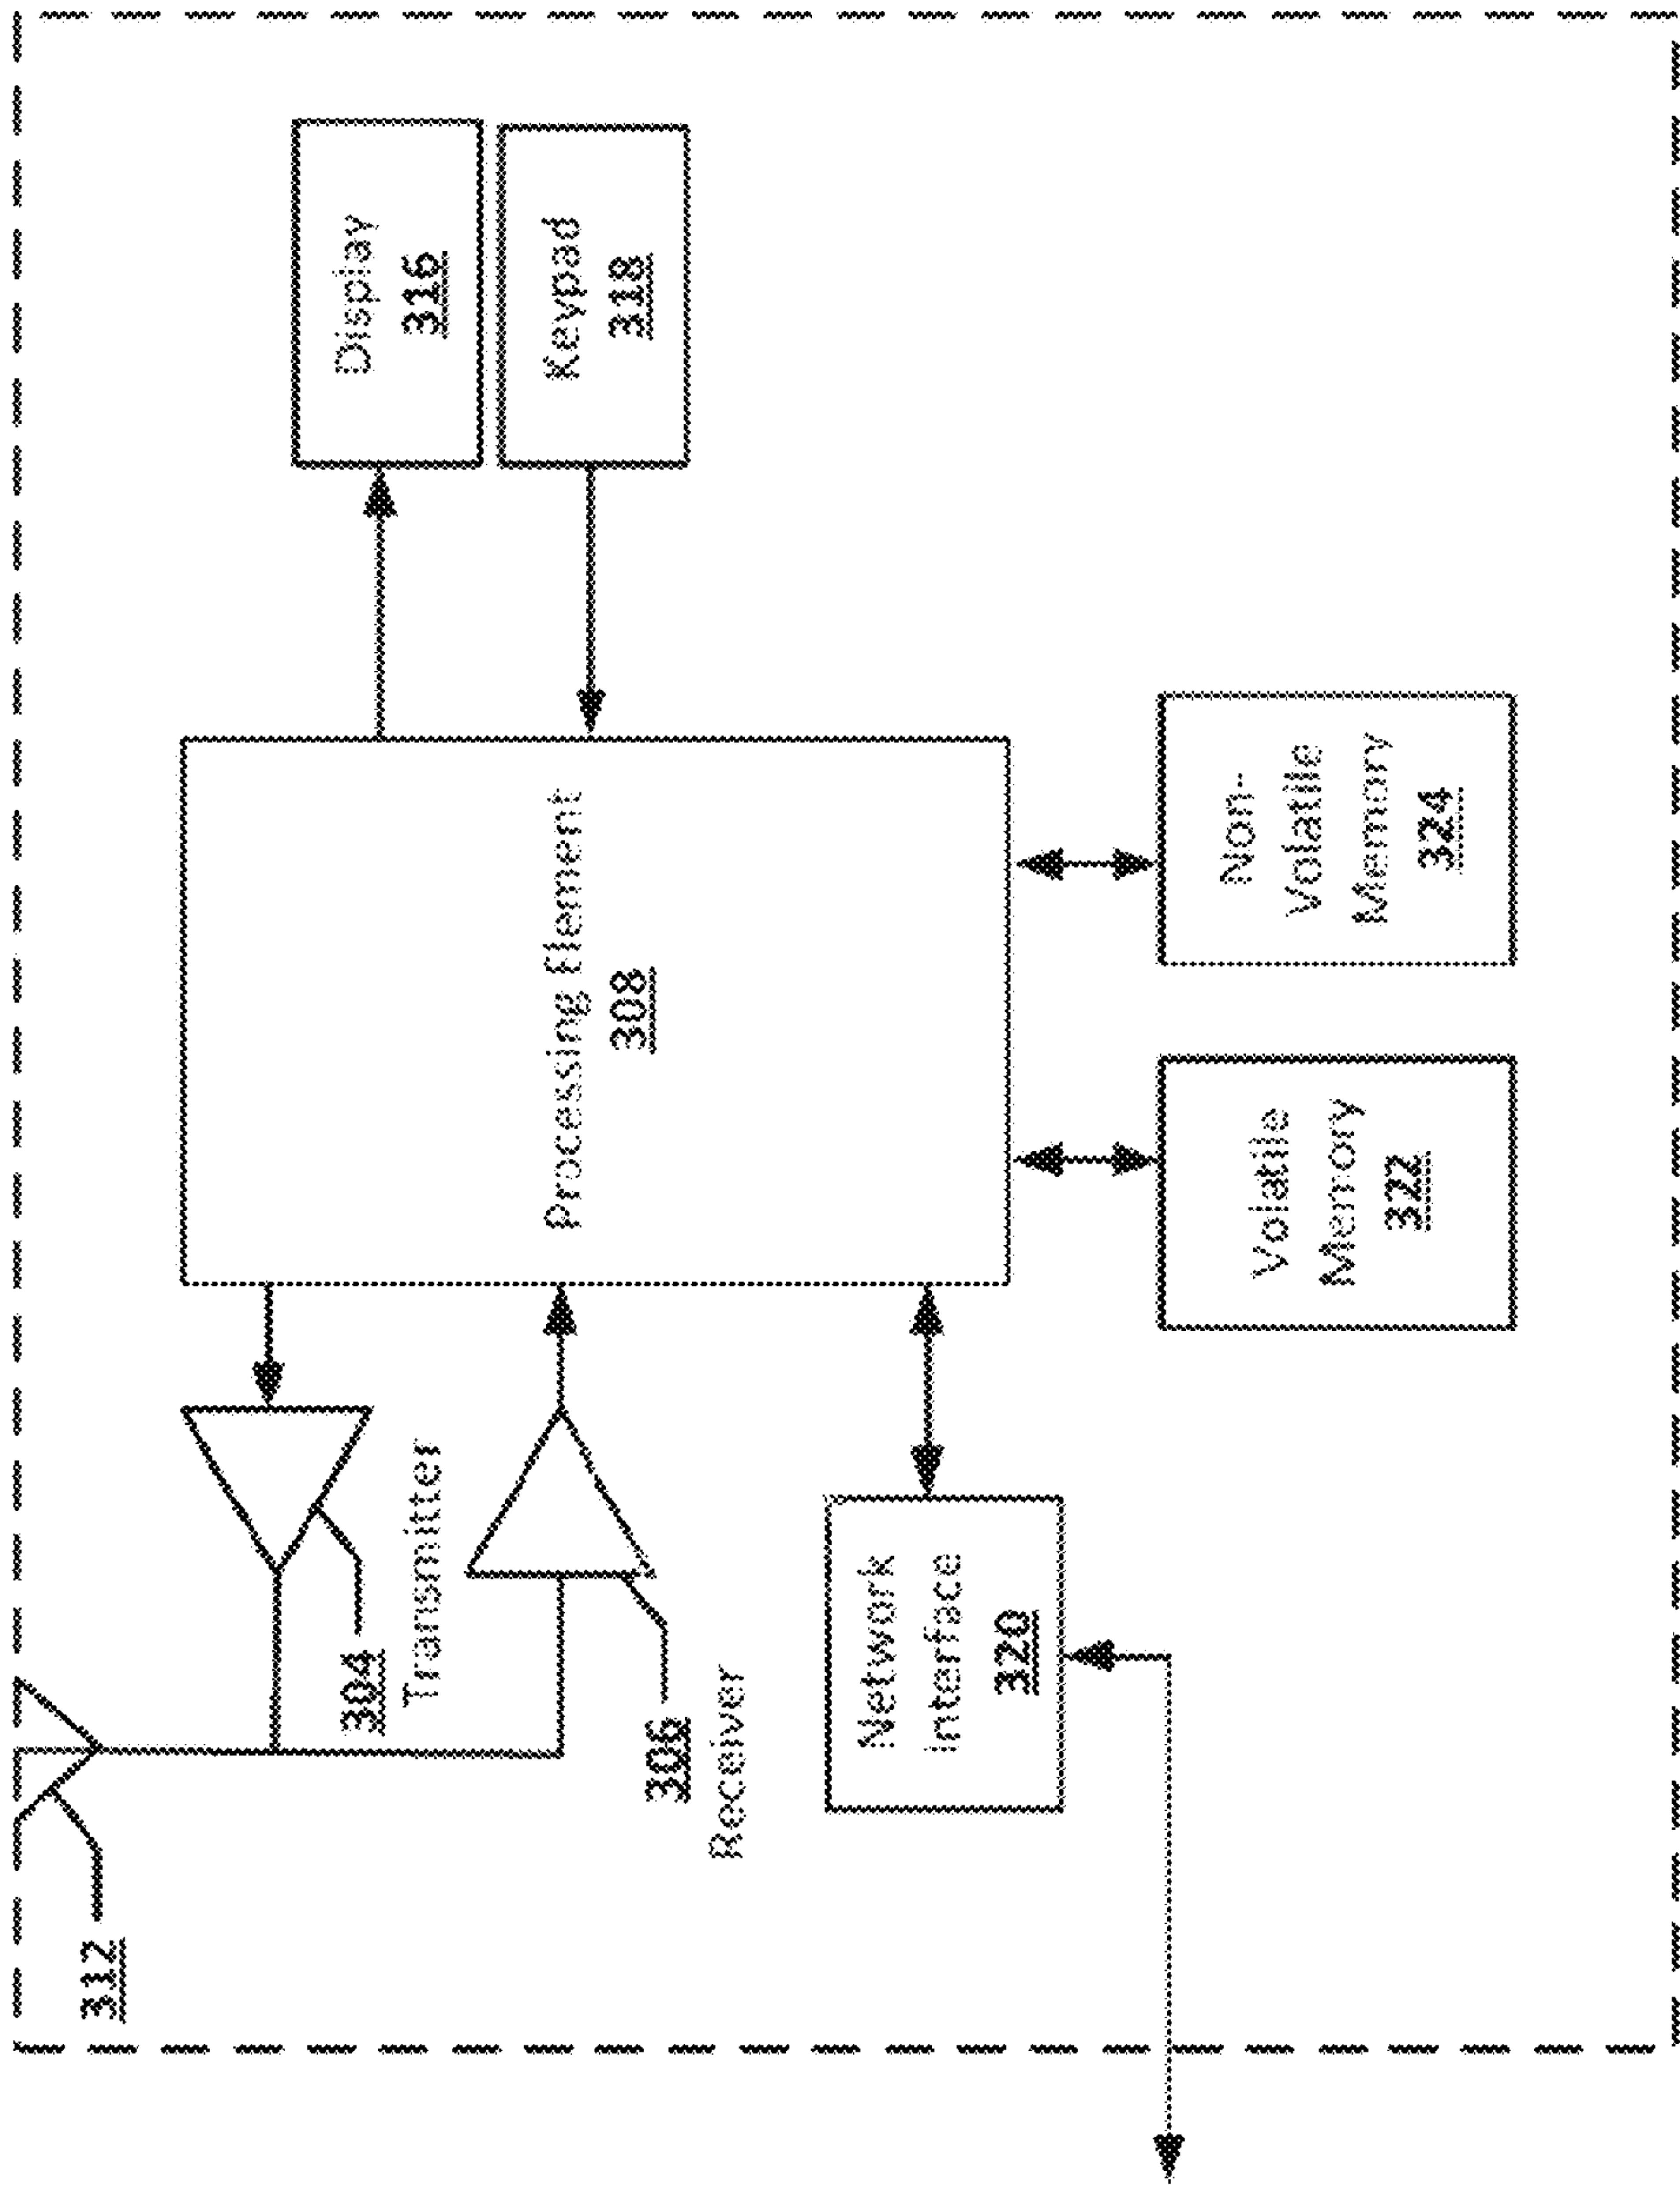 312
304
Transmitter
306
Receiver
Network
Interface
320
Processing Element
308
Display
316
Keypad
318
Volatile
Memory
322
Non-
Volatile
Memory
324